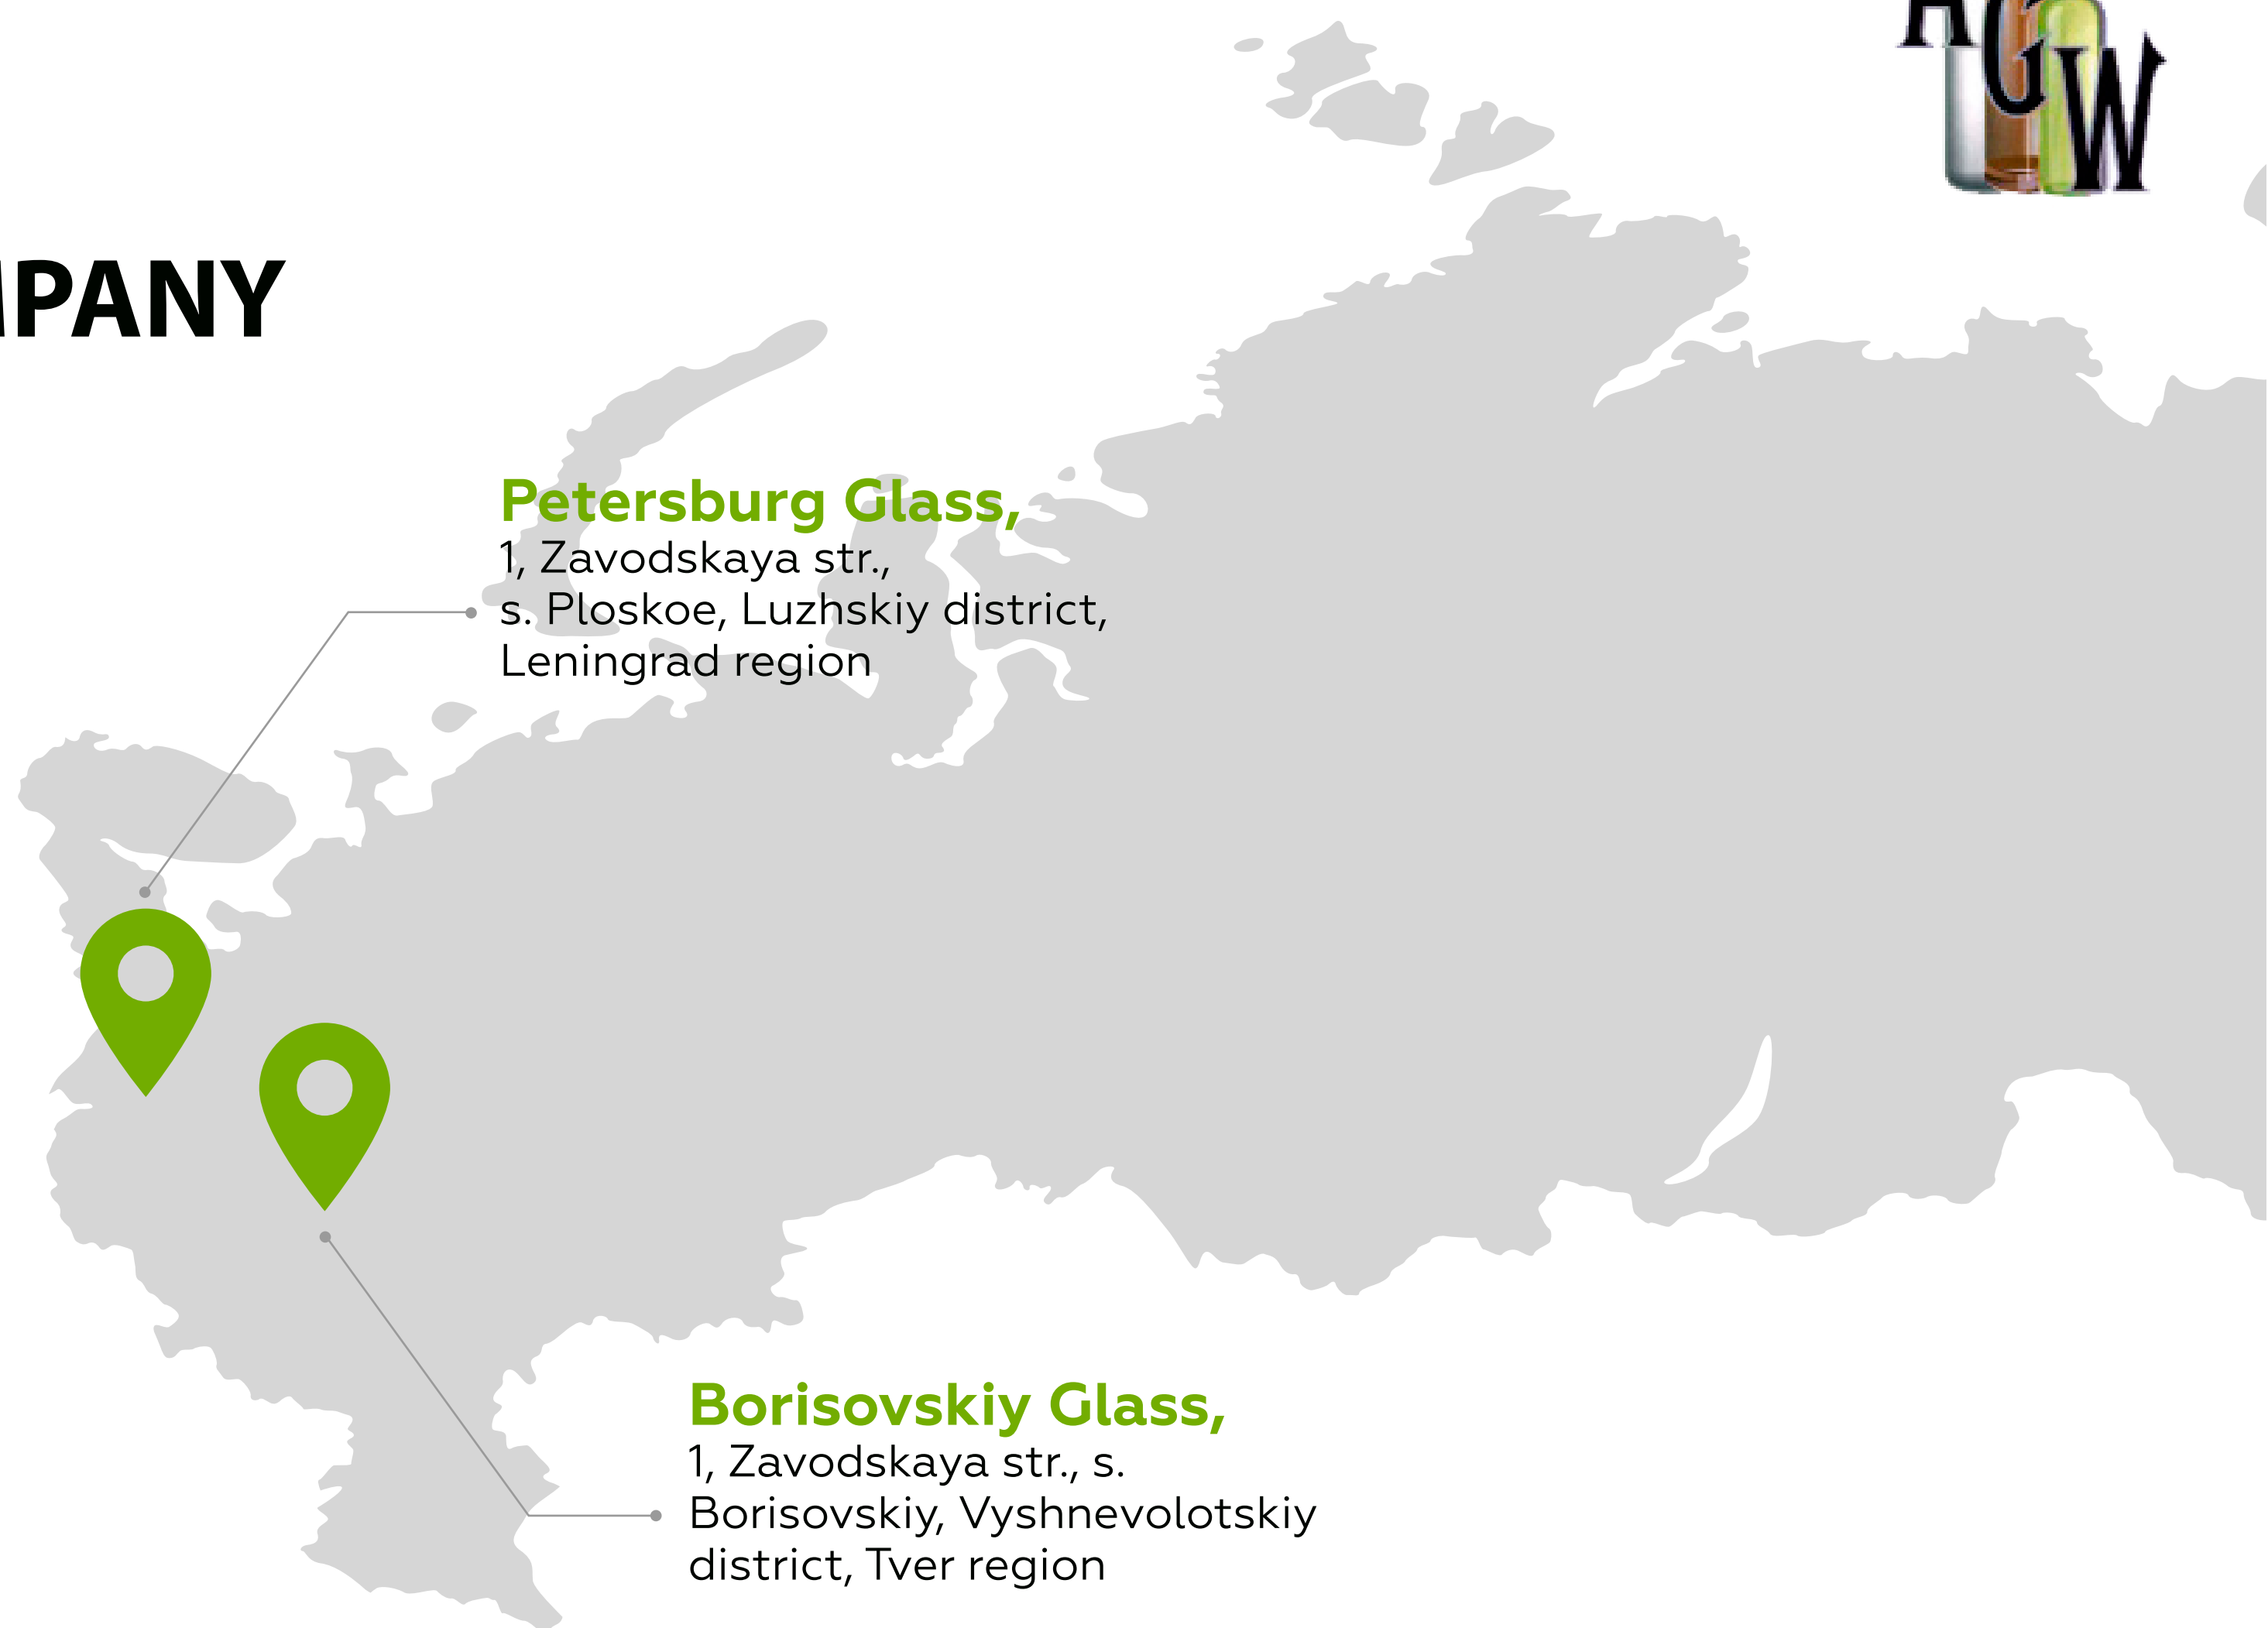 AGW
PANY
Petersburg Glass,
1, Zavodskaya str.,
s. Ploskoe, Luzhskiy district,
Leningrad region
Borisovskiy Glass,
1, Zavodskaya str., s.
Borisovskiy, Vyshnevolotskiy
district, Tver region